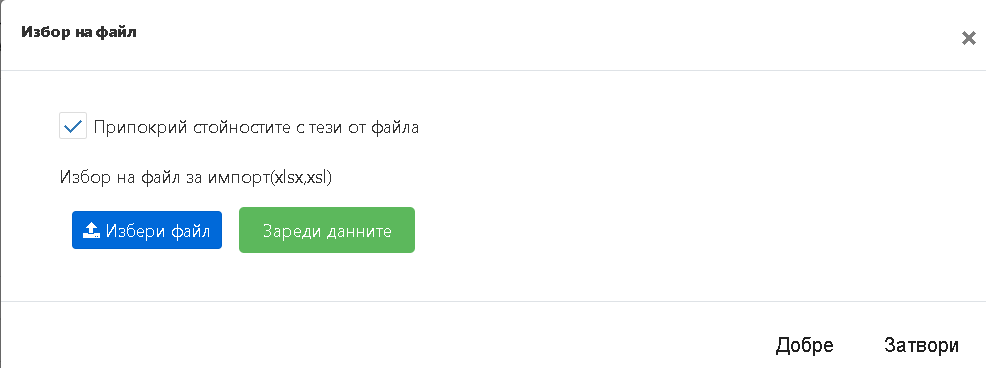 Избор на файл
×
Припокрий стойностите с тези от файла
Избор на файл за импорт(xlsx,xsl)
Избери файл Зареди данните
Добре Затвори